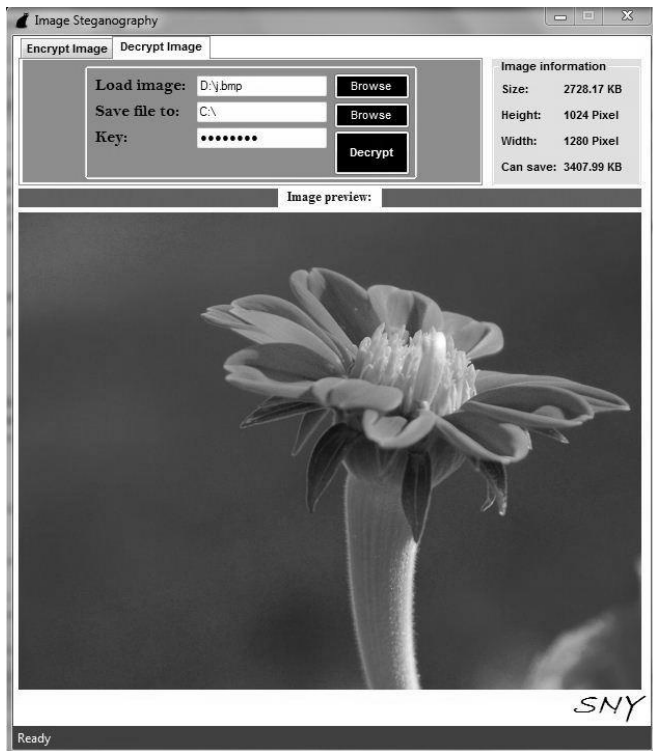 Image Steganography
Encrypt Image Decrypt Image
Load image: D:\j.bmp Browse
Save file to: C:\ Browse
Key: •••••••• Decrypt
Image information
Size: 2728.17 KB
Height: 1024 Pixel
Width: 1280 Pixel
Can save: 3407.99 KB
Image preview:
SNY
Ready